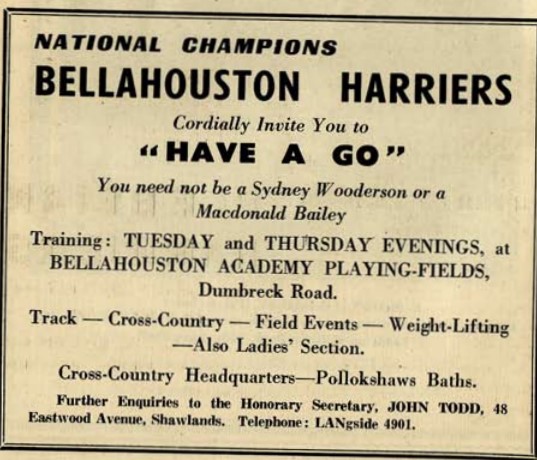 NATIONAL CHAMPIONS
BELLAHOUSTON HARRIERS
Cordially Invite You to
“HAVE A GO”
You need not be a Sydney Wooderson or a
Macdonald Bailey
Training: TUESDAY and THURSDAY EVENINGS, at
BELLAHOUSTON ACADEMY PLAYING-FIELDS,
Dumbreck Road.
Track — Cross-Country — Field Events — Weight-Lifting
—Also Ladies’ Section.
Cross-Country Headquarters—Pollokshaws Baths.
Further Enquiries to the Honorary Secretary, JOHN TODD, 48
Eastwood Avenue, Shawlands. Telephone: LANgside 4901.